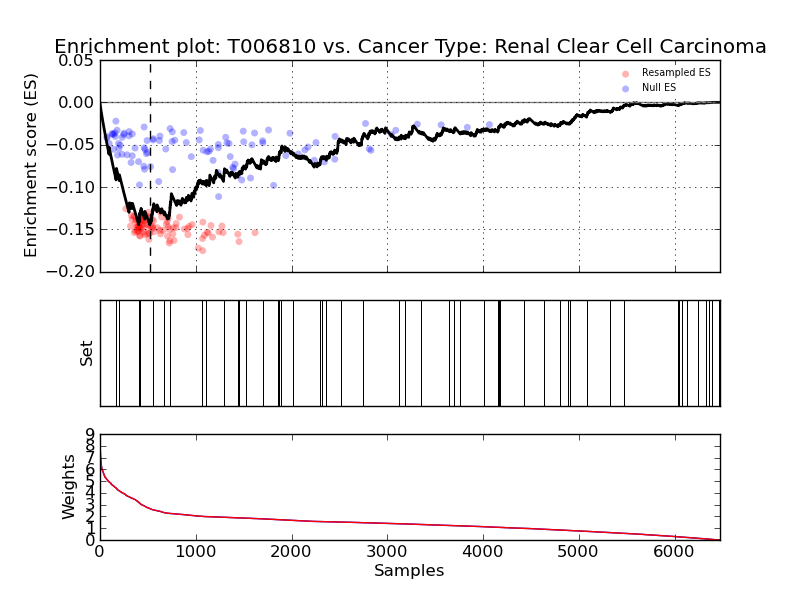 Enrichment plot: T006810 vs. Cancer Type: Renal Clear Cell Carcinoma
0.05
0.00
−0.05
−0.10
−0.15
−0.20
Enrichment score (ES)
Resampled ES
Null ES
Set
9
8
7
6
5
4
3
2
1
0
Weights
0 1000 2000 3000 4000 5000 6000
Samples